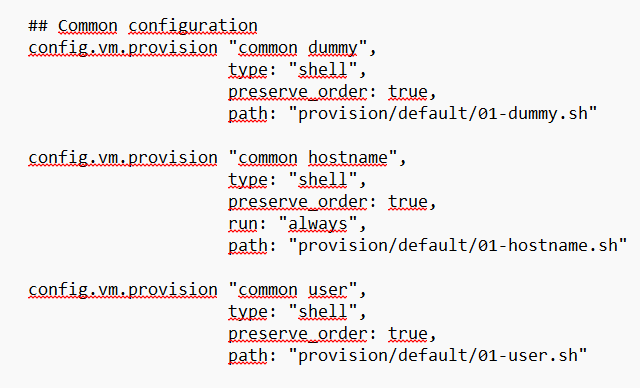 ## Common configuration
config.vm.provision "common dummy",
type: "shell",
preserve_order: true,
path: "provision/default/01-dummy.sh"
config.vm.provision "common hostname",
type: "shell",
preserve_order: true,
run: "always",
path: "provision/default/01-hostname.sh"
config.vm.provision "common user",
type: "shell",
preserve_order: true,
path: "provision/default/01-user.sh"